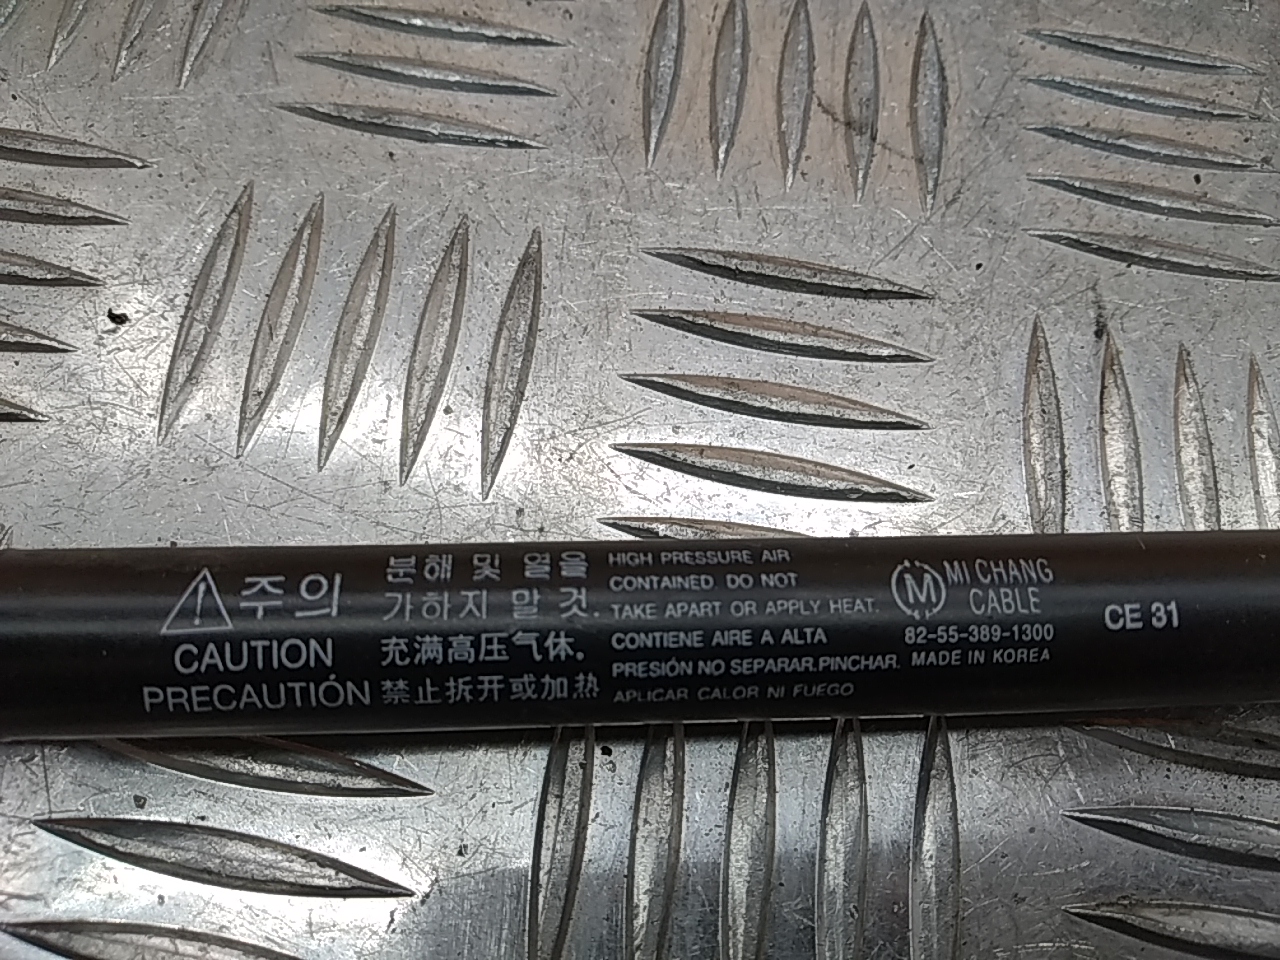 주의
CAUTION
PRECAUTIÓN
분해 및 열을
가하지 말 것.
充满高压气休.
禁止拆开或加热
HIGH PRESSURE AIR
CONTAINED. DO NOT
TAKE APART OR APPLY HEAT.
CONTIENE AIRE A ALTA
PRESIÓN NO SEPARAR.PINCHAR.
APLICAR CALOR NI FUEGO
M
MI CHANG
CABLE
82-55-389-1300
MADE IN KOREA
CE 31